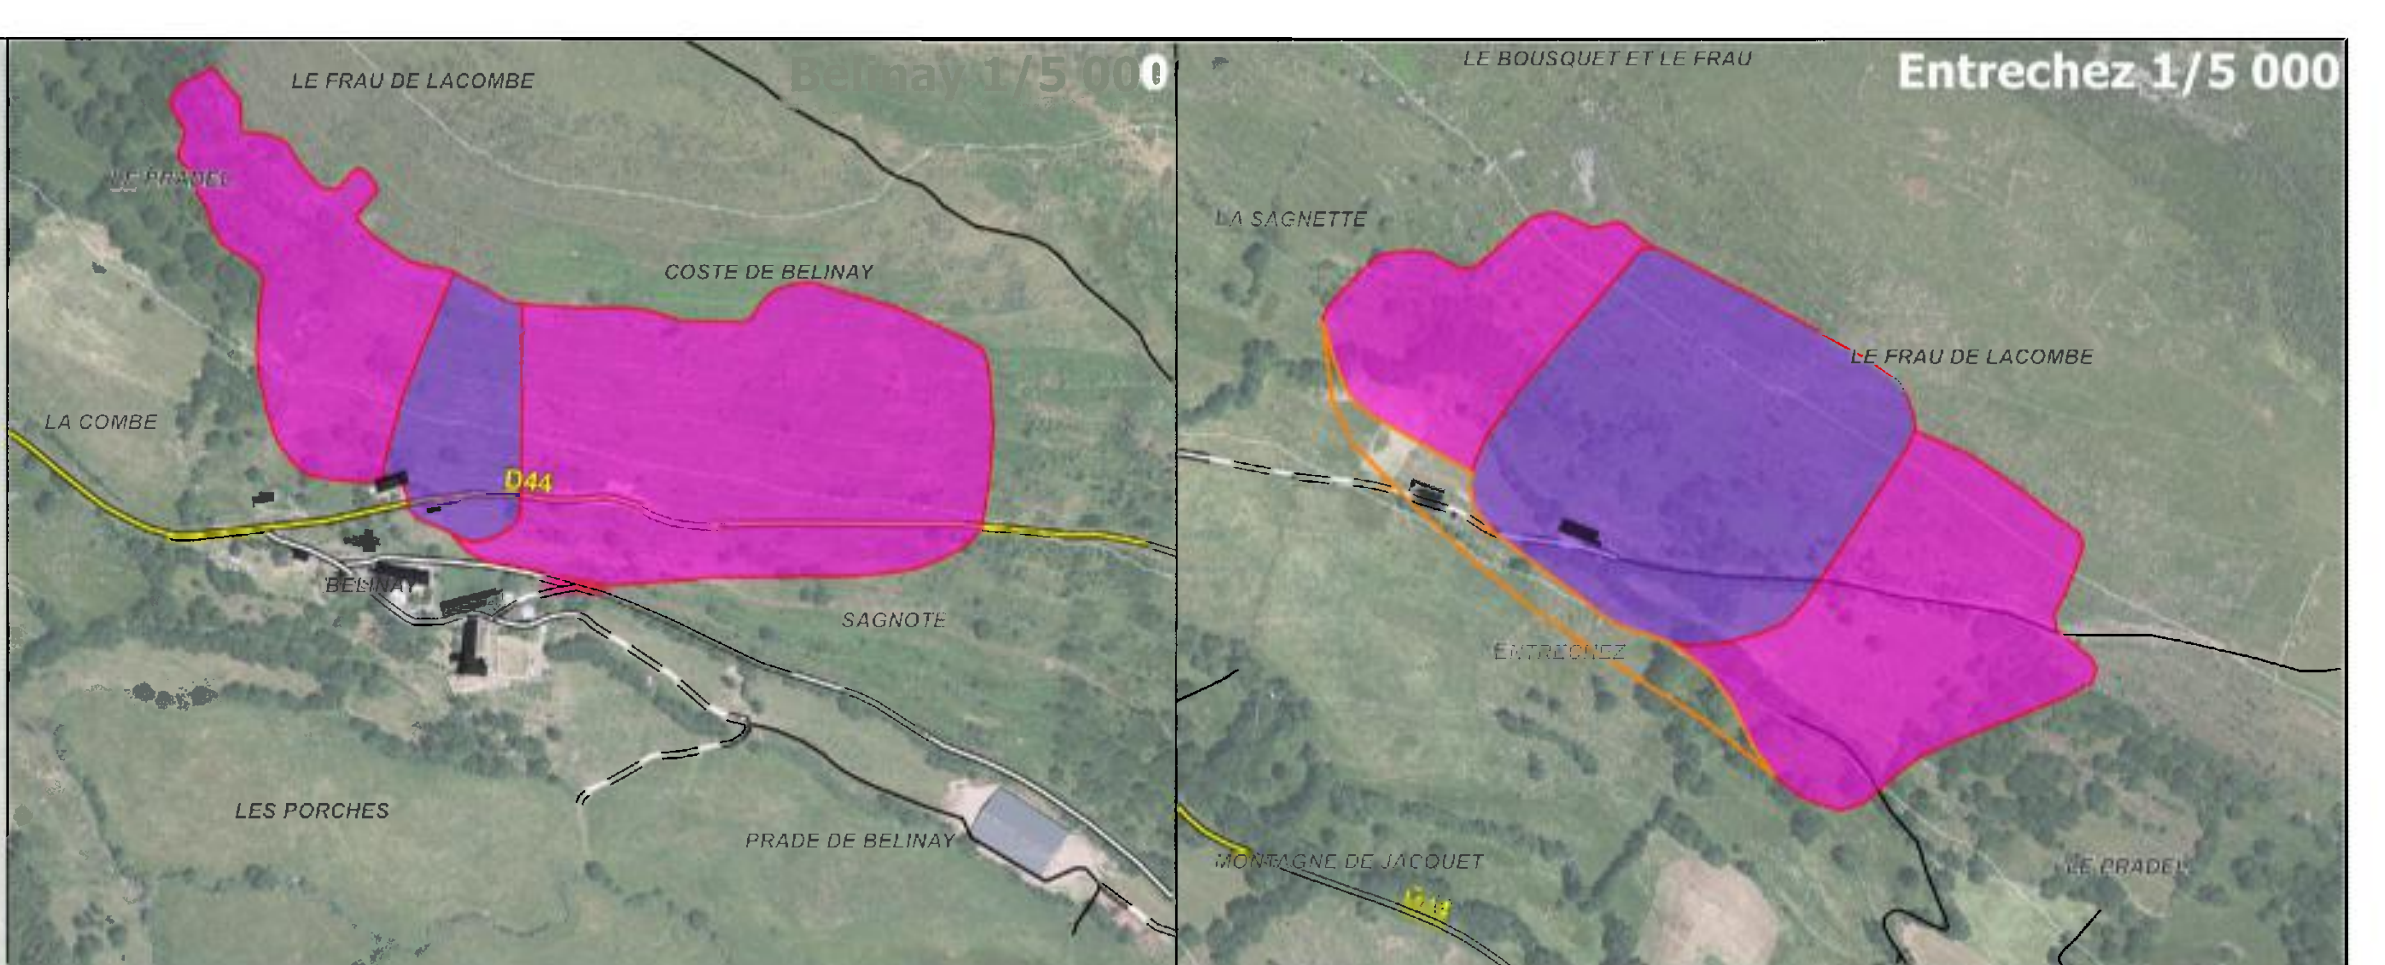 Belinay 1/5 000
LE FRAU DE LACOMBE
LE PRADEL
COSTE DE BELINAY
LA COMBE
D44
BELINAY
SAGNOTE
LES PORCHES
PRADE DE BELINAY
Entrechez 1/5 000
LE BOUSQUET ET LE FRAU
LA SAGNETTE
LE FRAU DE LACOMBE
ENTRECHEZ
MONTAGNE DE JACQUET
LE PRADEL